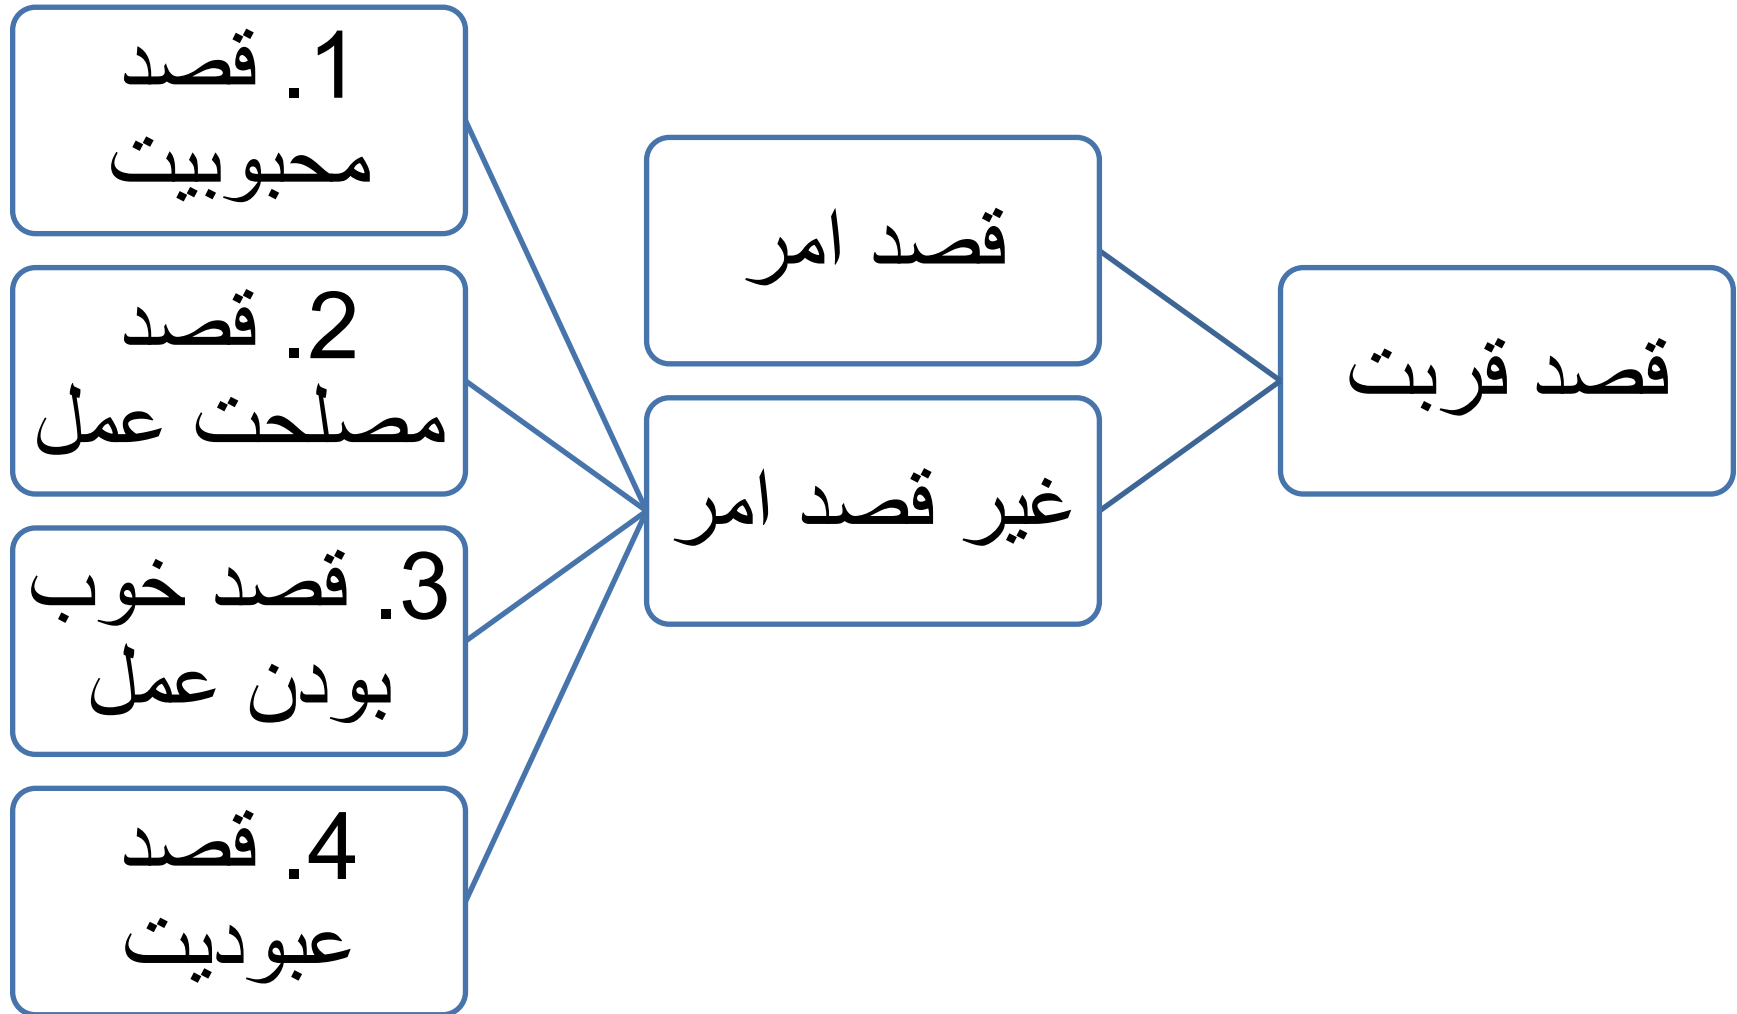 قصد قربت
قصد امر
غیر قصد امر
1. قصد
محبوبیت
2. قصد
مصلحت عمل
3. قصد خوب
بودن عمل
4. قصد
عبودیت